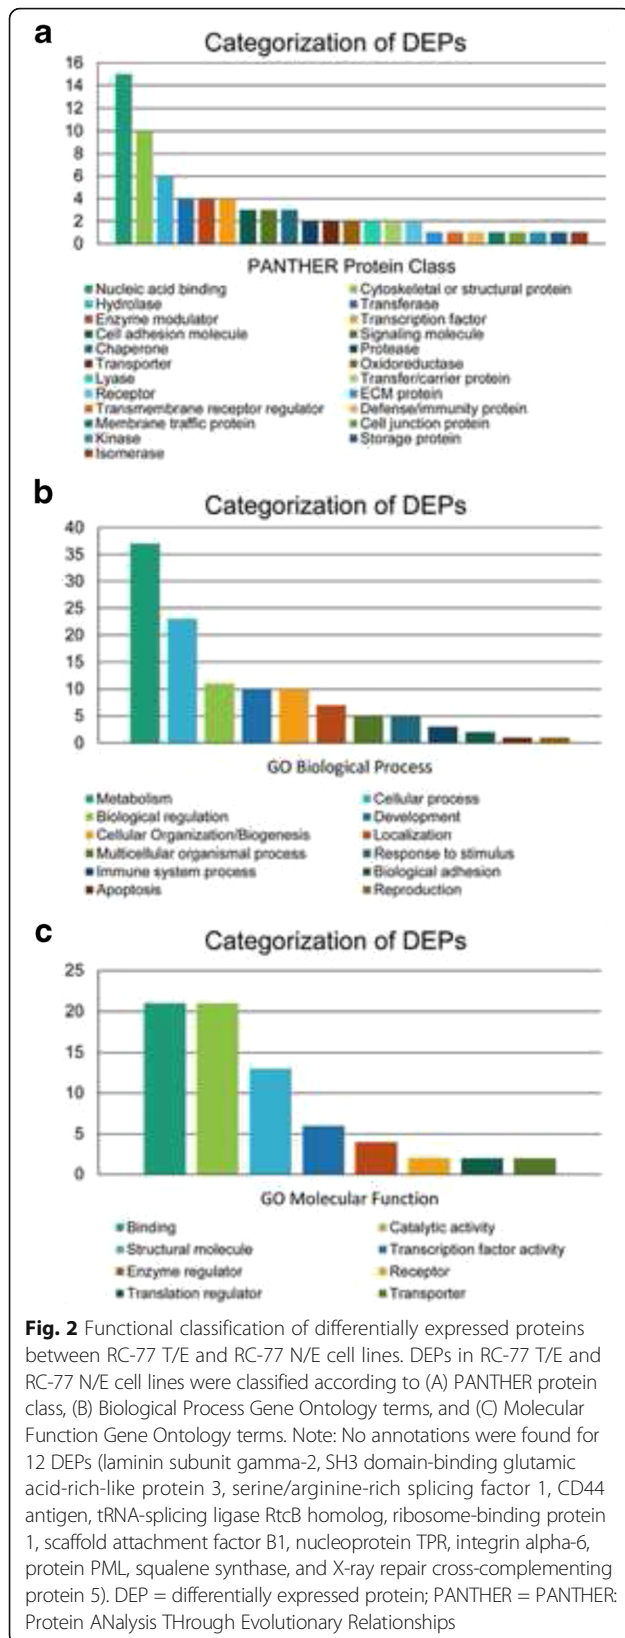 a
Categorization of DEPs
16
14
12
10
8
6
4
2
0
PANTHER Protein Class
Nucleic acid binding Cytoskeletal or structural protein
Hydrolase Transferase
Enzyme modulator Transcription factor
Cell adhesion molecule Signaling molecule
Chaperone Protease
Transporter Oxidoreductase
Lyase Transfer/carrier protein
Receptor ECM protein
Transmembrane receptor regulator Defense/immunity protein
Membrane traffic protein Cell junction protein
Kinase Storage protein
Isomerase
b
Categorization of DEPs
40
35
30
25
20
15
10
5
0
GO Biological Process
Metabolism Cellular process
Biological regulation Development
Cellular Organization/Biogenesis Localization
Multicellular organismal process Response to stimulus
Immune system process Biological adhesion
Apoptosis Reproduction
c
Categorization of DEPs
25
20
15
10
5
0
GO Molecular Function
Binding Catalytic activity
Structural molecule Transcription factor activity
Enzyme regulator Receptor
Translation regulator Transporter
Fig. 2 Functional classification of differentially expressed proteins
between RC-77 T/E and RC-77 N/E cell lines. DEPs in RC-77 T/E and
RC-77 N/E cell lines were classified according to (A) PANTHER protein
class, (B) Biological Process Gene Ontology terms, and (C) Molecular
Function Gene Ontology terms. Note: No annotations were found for
12 DEPs (laminin subunit gamma-2, SH3 domain-binding glutamic
acid-rich-like protein 3, serine/arginine-rich splicing factor 1, CD44
antigen, tRNA-splicing ligase RtcB homolog, ribosome-binding protein
1, scaffold attachment factor B1, nucleoprotein TPR, integrin alpha-6,
protein PML, squalene synthase, and X-ray repair cross-complementing
protein 5). DEP = differentially expressed protein; PANTHER = PANTHER:
Protein ANalysis THrough Evolutionary Relationships